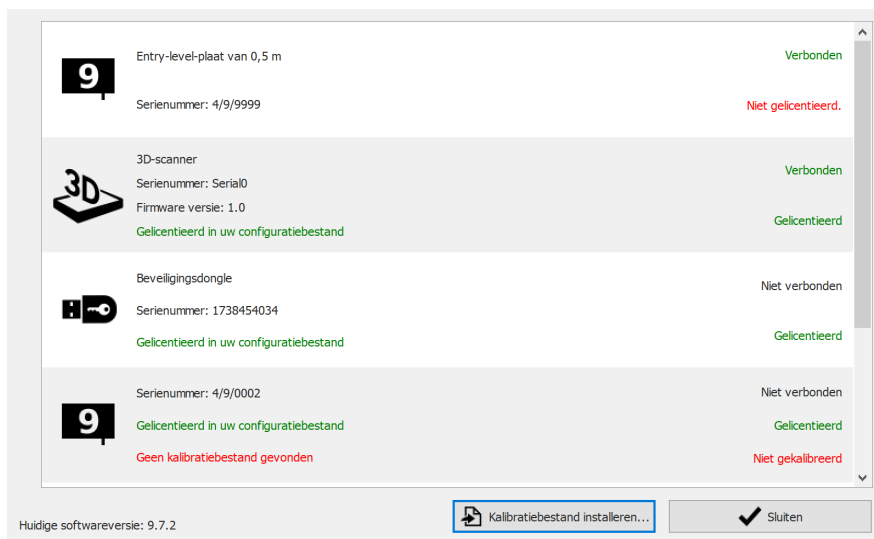 9
Entry-level-plaat van 0,5 m
Verbonden
Serienummer: 4/9/9999
Niet gelicentieerd.
3D
3D-scanner
Serienummer: Serial0
Verbonden
Firmware versie: 1.0
Gelicentieerd
Gelicentieerd in uw configuratiebestand
Beveiligingsdongle
Niet verbonden
Serienummer: 1738454034
Gelicentieerd in uw configuratiebestand
Gelicentieerd
9
Serienummer: 4/9/0002
Niet verbonden
Gelicentieerd in uw configuratiebestand
Gelicentieerd
Geen kalibratiebestand gevonden
Niet gekalibreerd
Huidige softwareversie: 9.7.2
Kalibratiebestand installeren...
Sluiten